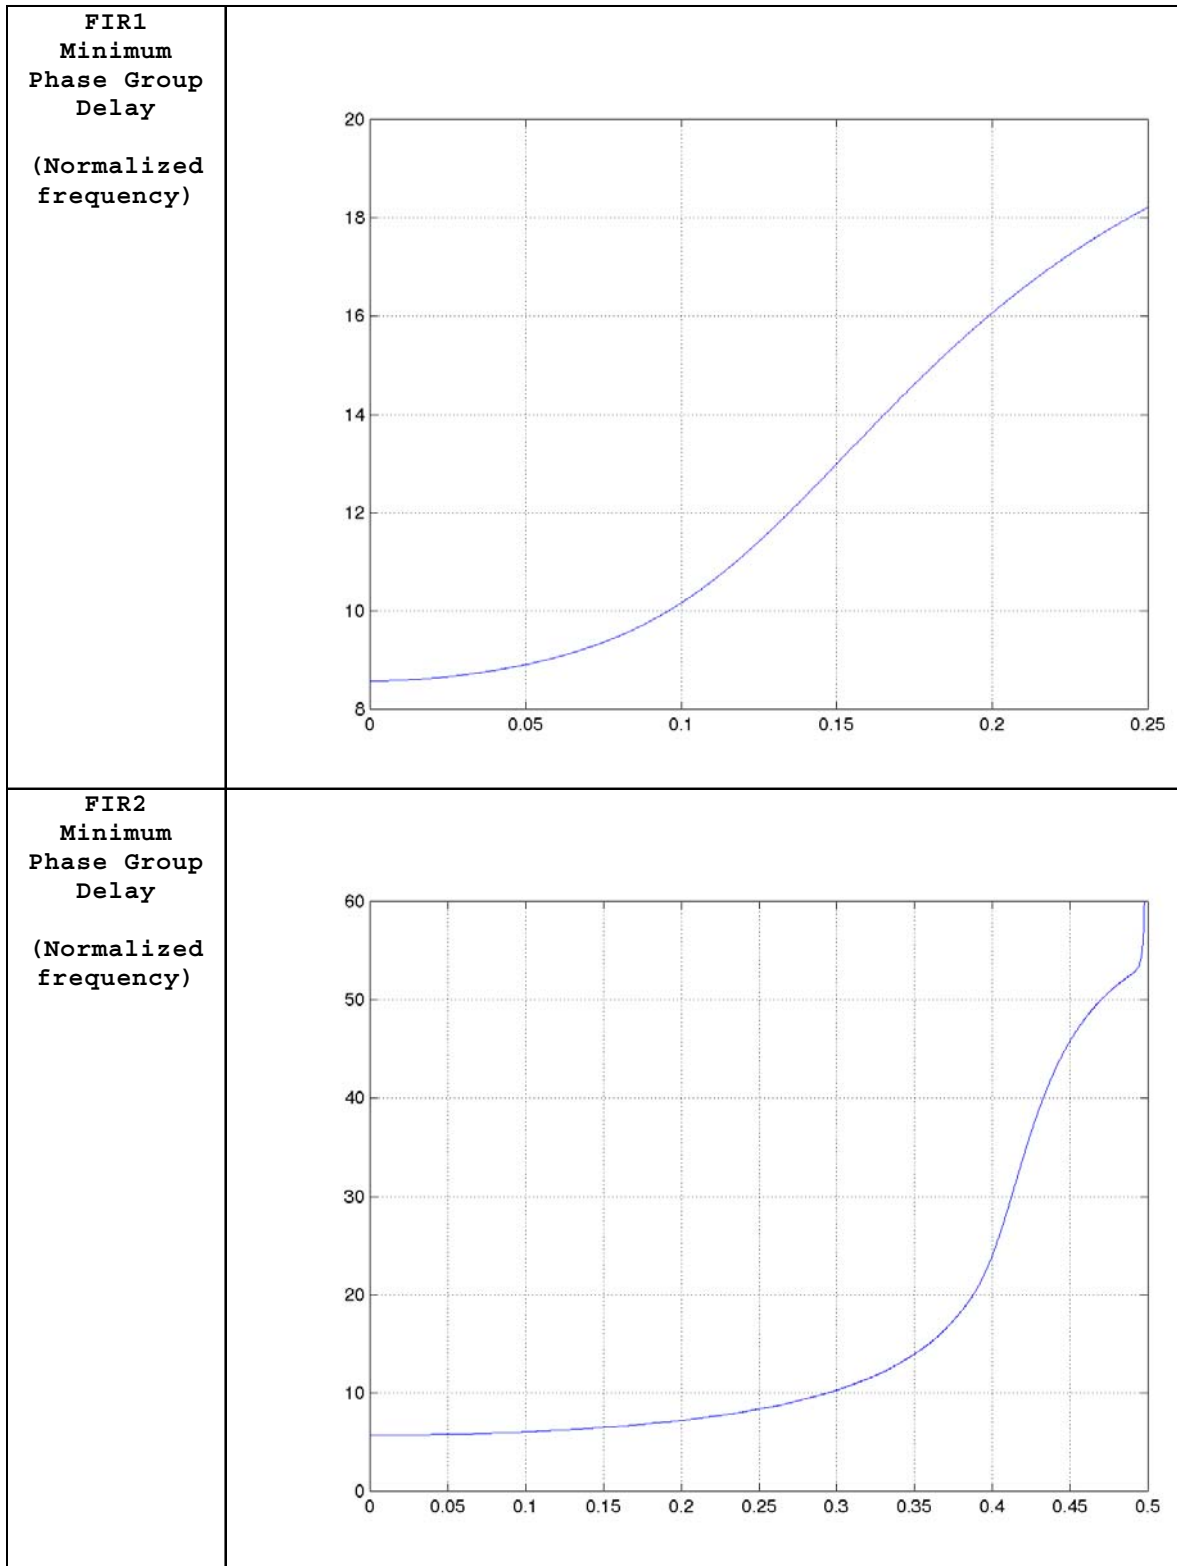 FIR1
Minimum
Phase Group
Delay
(Normalized
frequency)
20
18
16
14
12
10
8
0 0.05 0.1 0.15 0.2 0.25
FIR2
Minimum
Phase Group
Delay
(Normalized
frequency)
60
50
40
30
20
10
0
0 0.05 0.1 0.15 0.2 0.25 0.3 0.35 0.4 0.45 0.5